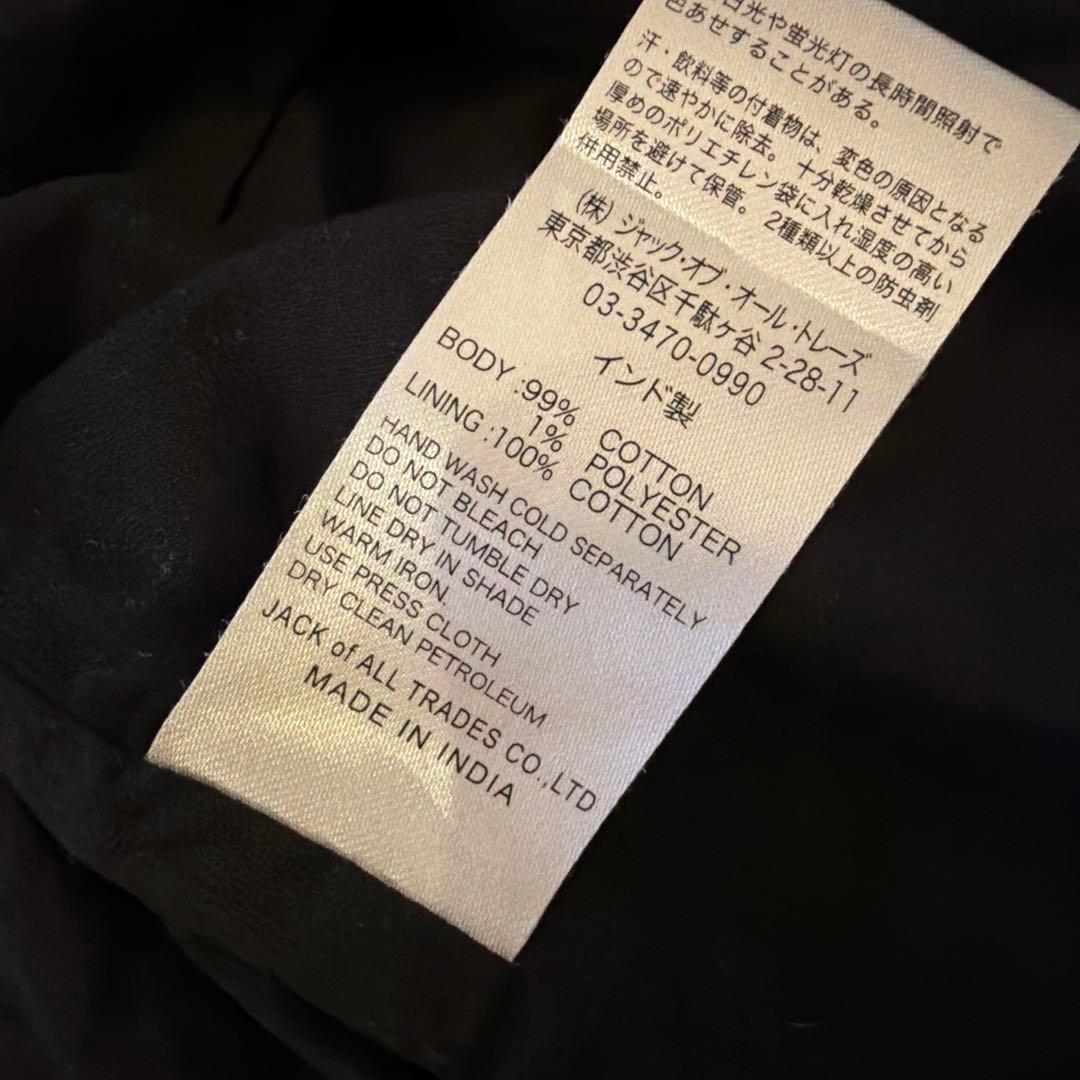 日光や蛍光灯の長時間照射で
色あせすることがある。
汗・飲料等の付着物は、変色の原因となる
ので速やかに除去。十分乾燥させてから
厚めのポリエチレン袋に入れ湿度の高い
場所を避けて保管。2種類以上の防虫剤
併用禁止。
(株) ジャック・オブ・オール・トレーズ
東京都渋谷区千駄ヶ谷 2-28-11
03-3470-0990
インド製
BODY :99% COTTON
1% POLYESTER
LINING :100% COTTON
HAND WASH COLD SEPARATELY
DO NOT BLEACH
DO NOT TUMBLE DRY
LINE DRY IN SHADE
WARM IRON.
USE PRESS CLOTH
DRY CLEAN PETROLEUM
JACK of ALL TRADES CO.,LTD
MADE IN INDIA